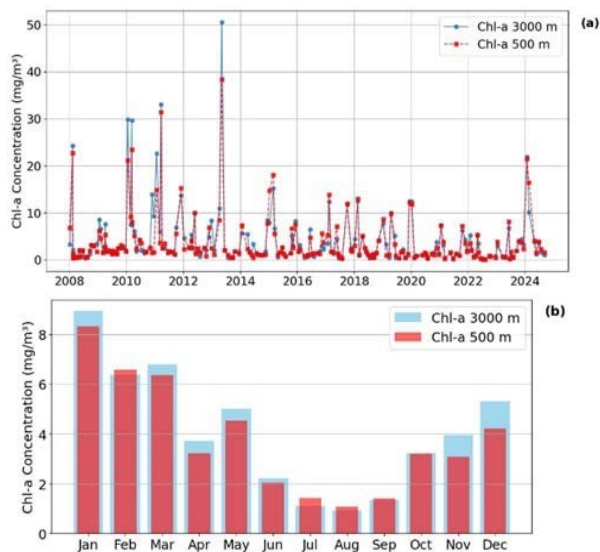 (a)
Chl-a 3000 m
Chl-a 500 m
Chl-a Concentration (mg/m³)
50
40
30
20
10
0
2008 2010 2012 2014 2016 2018 2020 2022 2024
(b)
Chl-a 3000 m
Chl-a 500 m
Chl-a Concentration (mg/m³)
8
6
4
2
0
Jan Feb Mar Apr May Jun Jul Aug Sep Oct Nov Dec